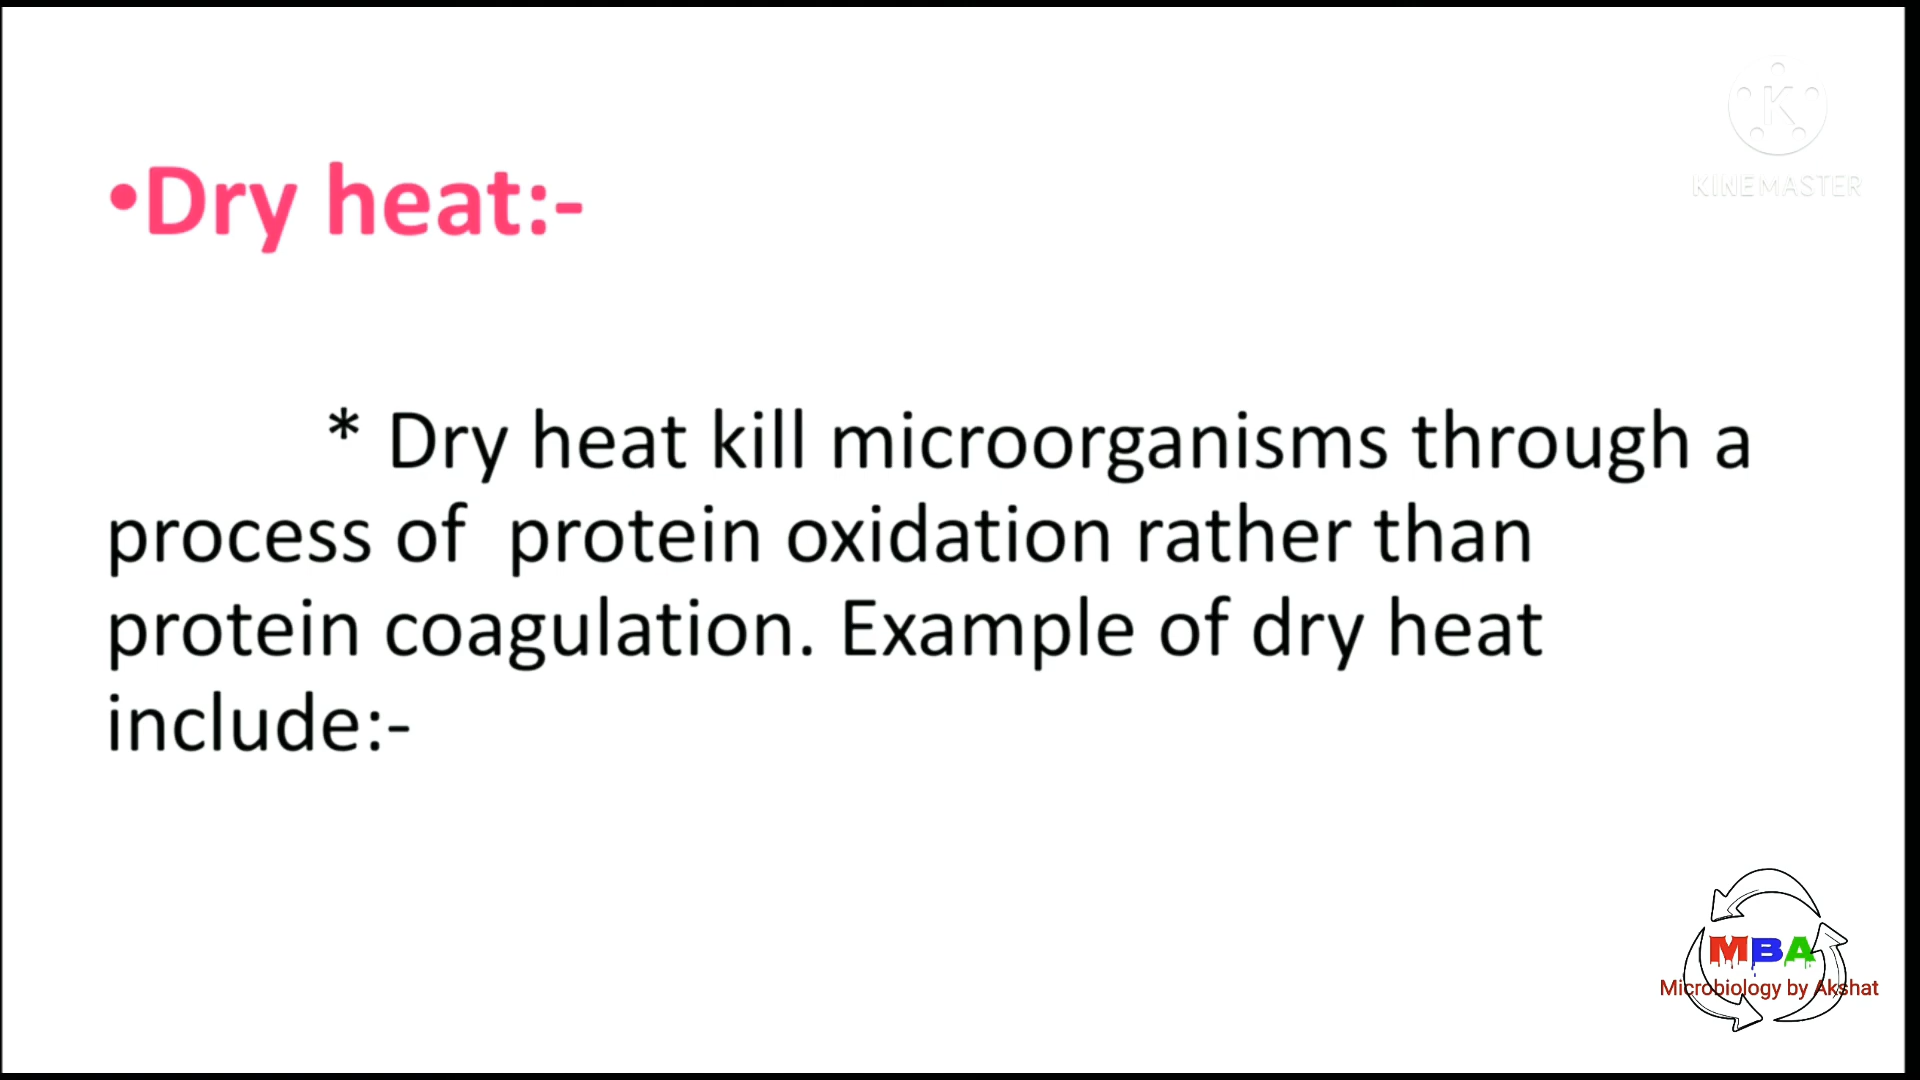 •Dry heat:-
K
KINEMASTER
* Dry heat kill microorganisms through a
process of  protein oxidation rather than
protein coagulation. Example of dry heat
include:-
MBA
Microbiology by Akshat